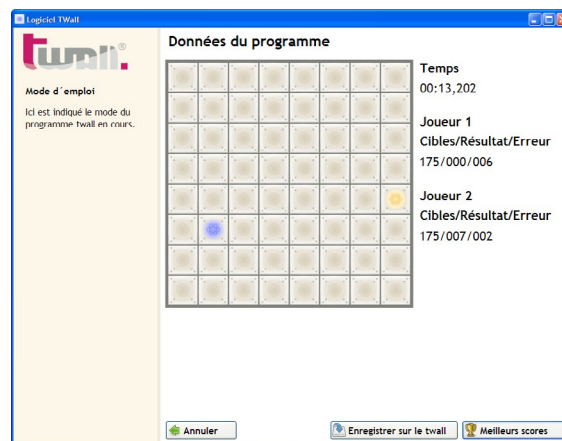 Logiciel TWall
twall.®
Mode d´emploi
Ici est indiqué le mode du
programme twall en cours.
Données du programme
Temps
00:13,202
Joueur 1
Cibles/Résultat/Erreur
175/000/006
Joueur 2
Cibles/Résultat/Erreur
175/007/002
Annuler
Enregistrer sur le twall
Meilleurs scores